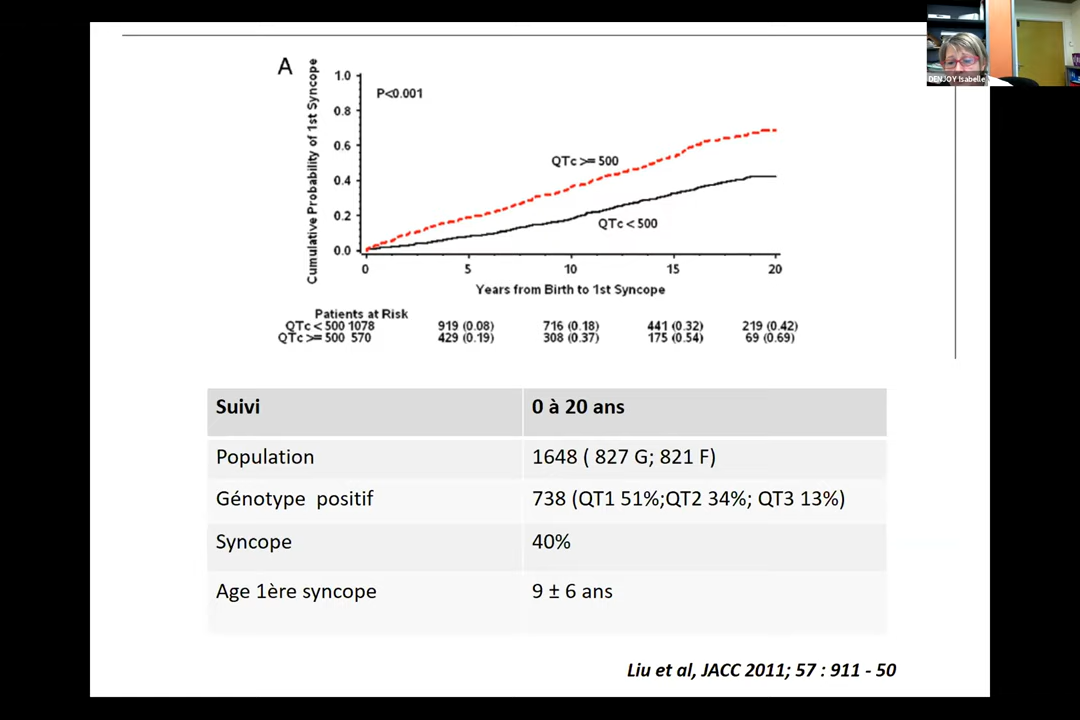 DENJOY Isabelle
A
Cumulative Probability of 1st Syncope
1.0
0.8
0.6
0.4
0.2
0.0
P<0.001
QTc >= 500
QTc < 500
0 5 10 15 20
Years from Birth to 1st Syncope
Patients at Risk
QTc < 500 1078 919 (0.08) 716 (0.18) 441 (0.32) 219 (0.42)
QTc >= 500 570 429 (0.19) 308 (0.37) 175 (0.54) 69 (0.69)
Suivi 0 à 20 ans
Population 1648 ( 827 G; 821 F)
Génotype positif 738 (QT1 51%;QT2 34%; QT3 13%)
Syncope 40%
Age 1ère syncope 9 ± 6 ans
Liu et al, JACC 2011; 57 : 911 - 50